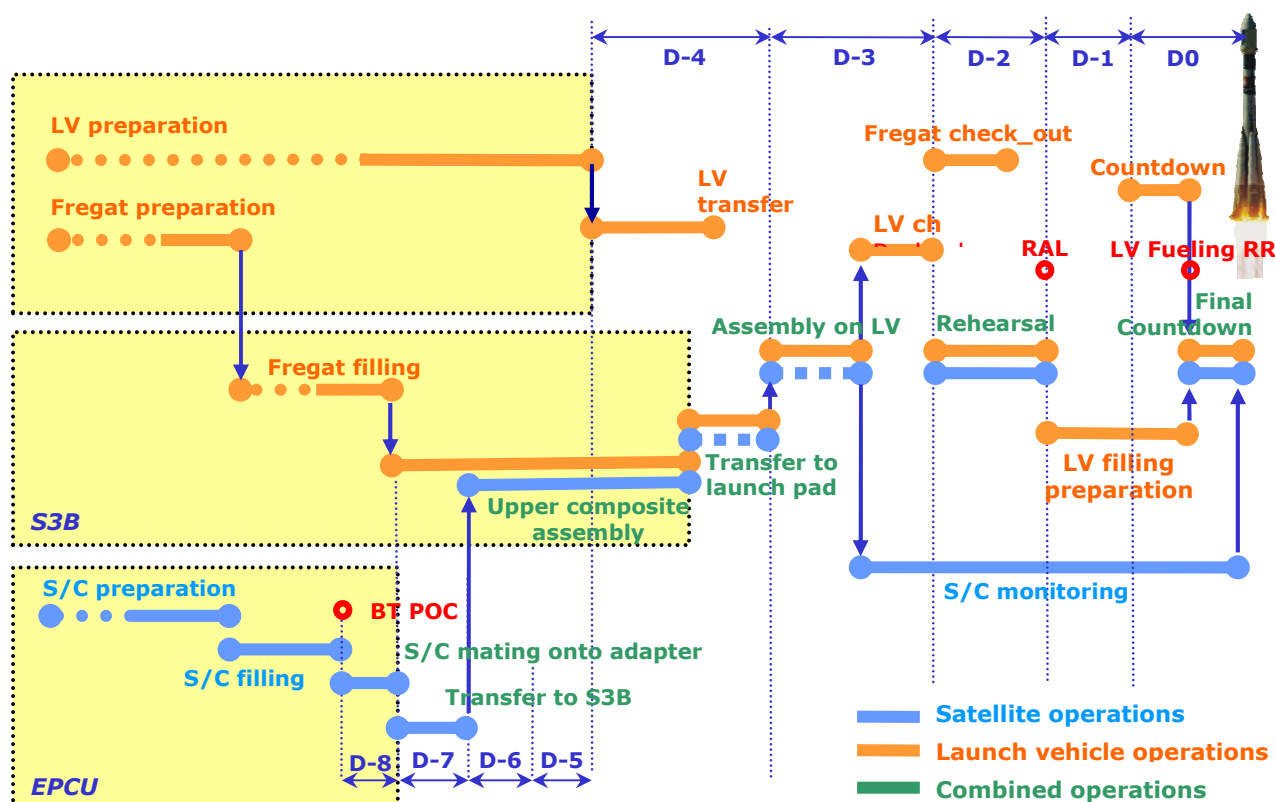 D-4
D-3
D-2
D-1
D0
LV preparation
Fregat check_out
Countdown
LV
transfer
Fregat preparation
LV ch
RAL
LV Fueling RR
Final
Countdown
Assembly on LV
Rehearsal
Fregat filling
Transfer to
launch pad
LV filling
preparation
Upper composite
assembly
S3B
S/C preparation
S/C monitoring
BT POC
S/C mating onto adapter
S/C filling
Transfer to S3B
Satellite operations
Launch vehicle operations
Combined operations
D-8
D-7
D-6
D-5
EPCU